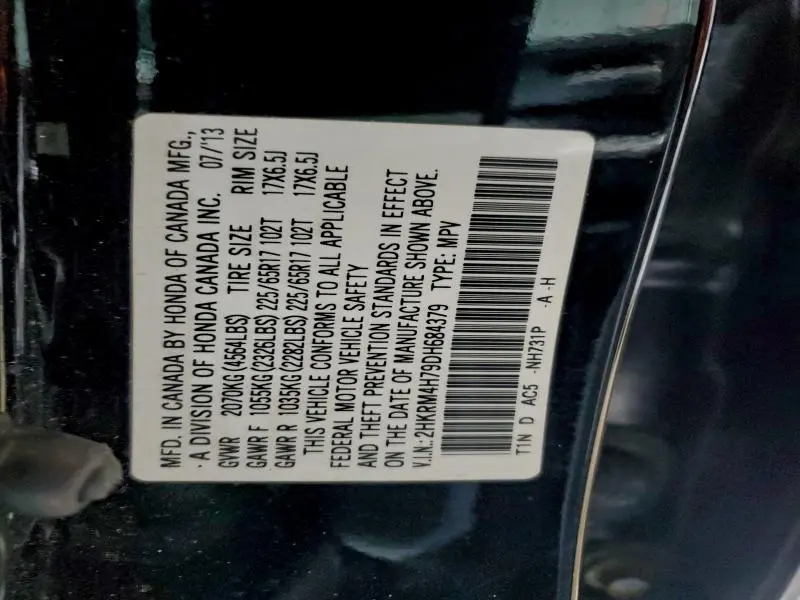 MFD. IN CANADA BY HONDA OF CANADA MFG.,
· A DIVISION OF HONDA CANADA INC. 07/'13
GVWR 2070KG(4564LBS) TIRE SIZE RIM SIZE
GAWR F 1055KG(2326LBS)225/65R17 102T 17X6.5J
GAWR R 1035KG(2282LBS)225/65R17 102T 17X6.5J
THIS VEHICLE CONFORMS TO ALL APPLICABLE
FEDERAL MOTOR VEHICLE SAFETY
AND THEFT PREVENTION STANDARDS IN EFFECT
ON THE DATE OF MANUFACTURE SHOWN ABOVE.
V.I.N.:2HKRM4H79DH684379 TYPE: MPV
T1N D AC5 -NH731P -A -H